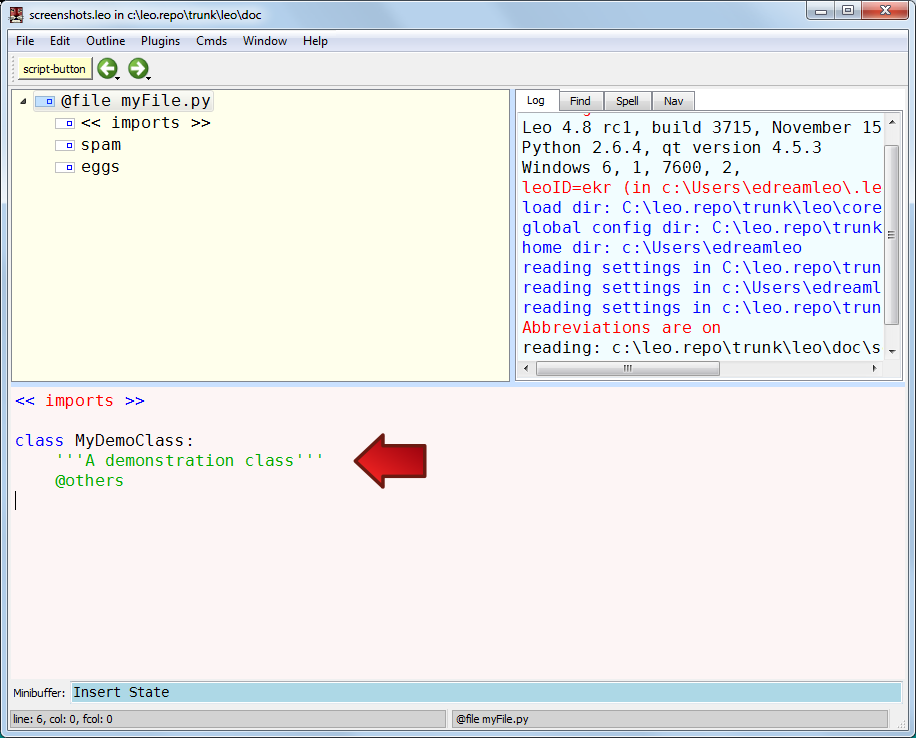 screenshots.leo in c:\leo.repo\trunk\leo\doc
File Edit Outline Plugins Cmds Window Help
script-button
@file myFile.py
<< imports >>
spam
eggs
Log Find Spell Nav
Leo 4.8 rc1, build 3715, November 15
Python 2.6.4, qt version 4.5.3
Windows 6, 1, 7600, 2,
leoID=ekr (in c:\Users\edreamleo\.le
load dir: C:\leo.repo\trunk\leo\core
global config dir: C:\leo.repo\trunk
home dir: c:\Users\edreamleo
reading settings in C:\leo.repo\trun
reading settings in c:\Users\edreaml
reading settings in c:\leo.repo\trun
Abbreviations are on
reading: c:\leo.repo\trunk\leo\doc\s
<< imports >>
class MyDemoClass:
'''A demonstration class'''
@others
Minibuffer: Insert State
line: 6, col: 0, fcol: 0
@file myFile.py